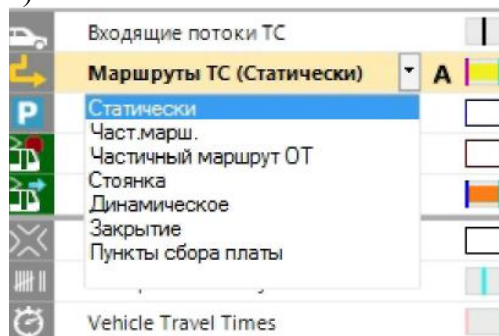 Входящие потоки ТС
Маршруты ТС (Статически) A
P
Статически
Част.марш.
Частичный маршрут ОТ
Стоянка
Динамическое
Закрытие
Пункты сбора платы
Vehicle Travel Times